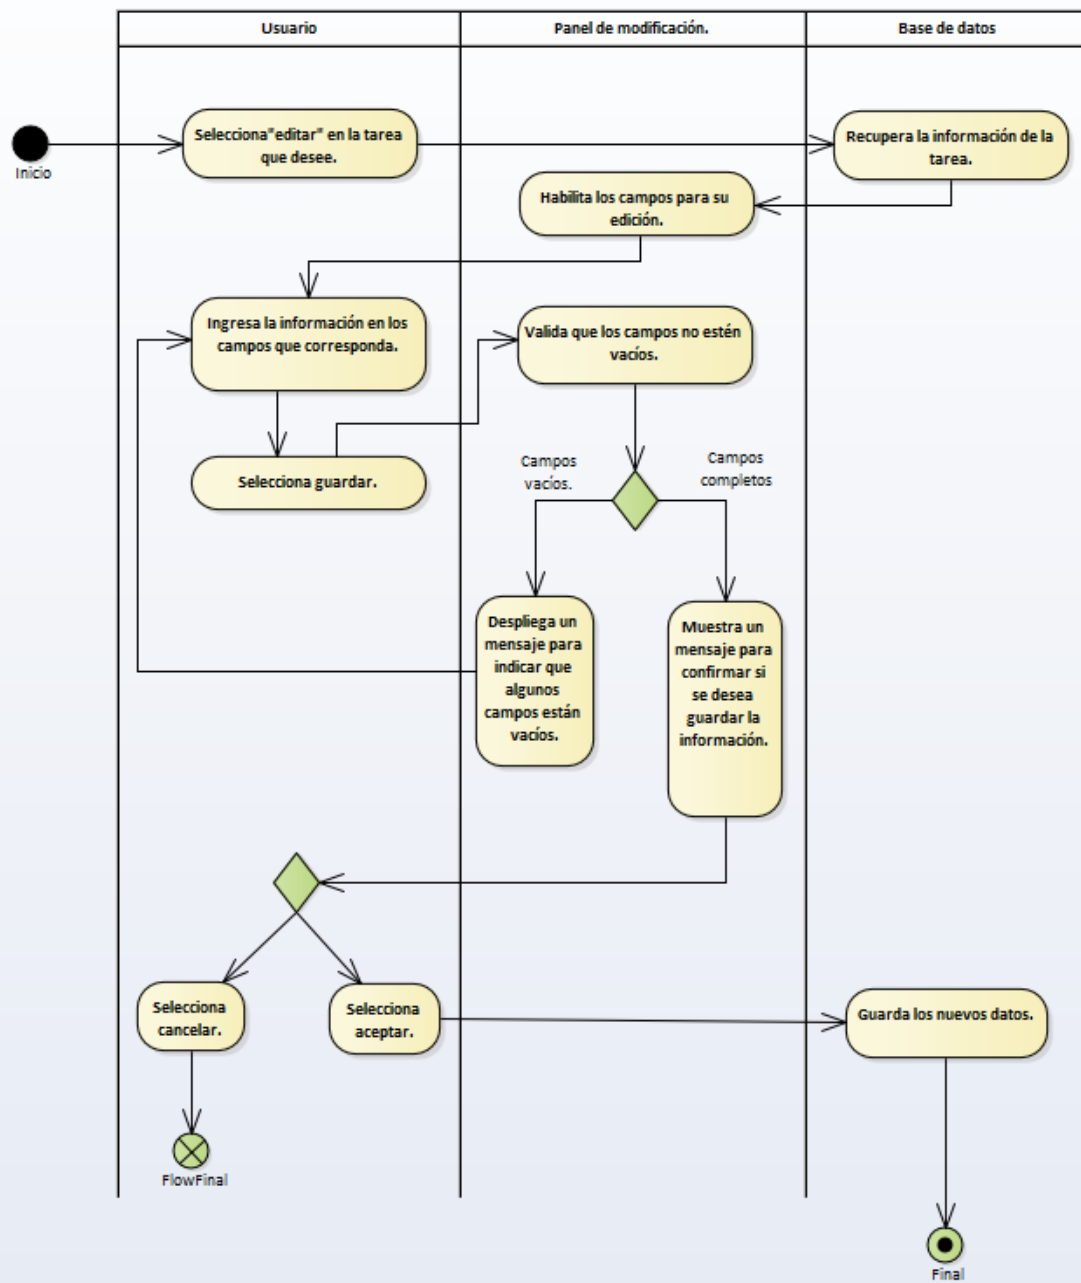 Usuario
Panel de modificación.
Base de datos
Inicio
Selecciona"editar" en la tarea
que desee.
Recupera la información de la
tarea.
Habilita los campos para su
edición.
Ingresa la información en los
campos que corresponda.
Valida que los campos no estén
vacíos.
Selecciona guardar.
Campos
vacíos.
Campos
completos
Despliega un
mensaje para
indicar que
algunos
campos están
vacíos.
Muestra un
mensaje para
confirmar si
se desea
guardar la
información.
Selecciona
cancelar.
Selecciona
aceptar.
Guarda los nuevos datos.
FlowFinal
Final